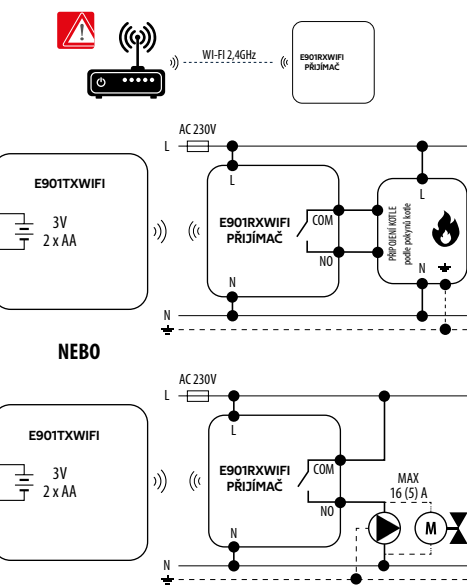 WI-FI 2,4GHz
E901RXWIFI
PŘIJÍMAČ
AC 230V
L
E901TXWIFI
3V
2 x AA
L
E901RXWIFI
PŘIJÍMAČ
COM
NO
N
L
PŘIPOJENÍ KOTLE
podle pokynů kotle
N
N
NEBO
AC 230V
L
E901TXWIFI
3V
2 x AA
L
E901RXWIFI
PŘIJÍMAČ
COM
NO
N
MAX
16 (5) A
M
N